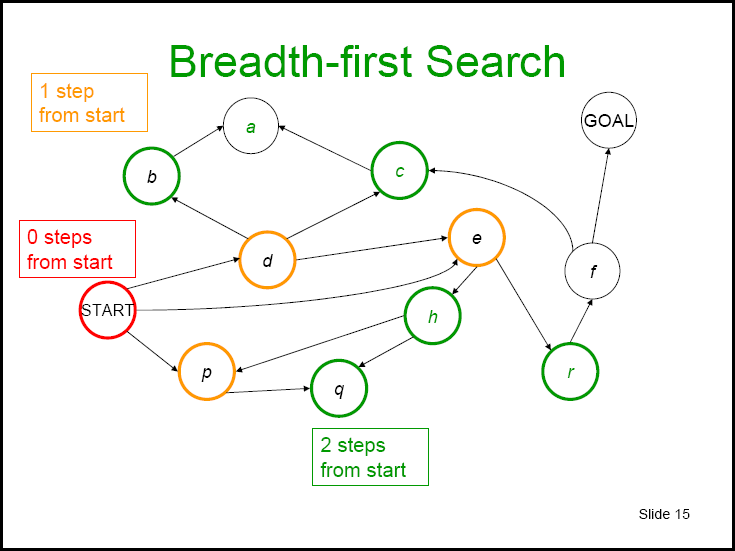 Breadth-first Search
1 step
from start
a
GOAL
b
c
0 steps
from start
d
e
f
START
h
p
q
r
2 steps
from start
Slide 15